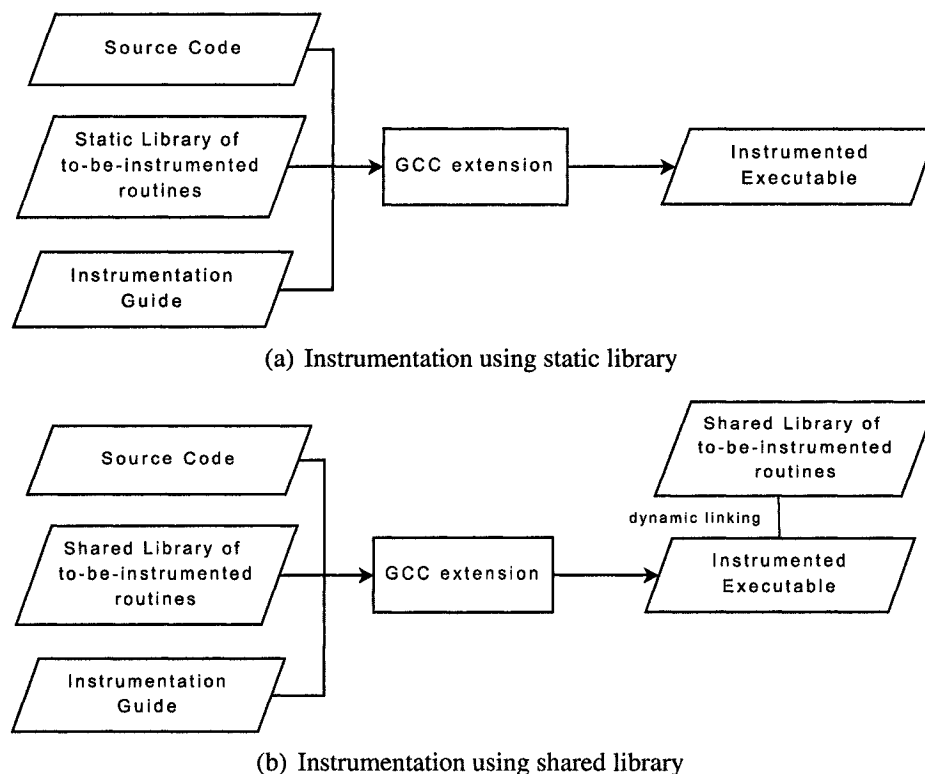 Source Code
Static Library of
to-be-instrumented
routines
GCC extension
Instrumented
Executable
Instrumentation
Guide
(a) Instrumentation using static library
Shared Library of
to-be-instrumented
routines
Source Code
dynamic linking
Shared Library of
to-be-instrumented
routines
GCC extension
Instrumented
Executable
Instrumentation
Guide
(b) Instrumentation using shared library